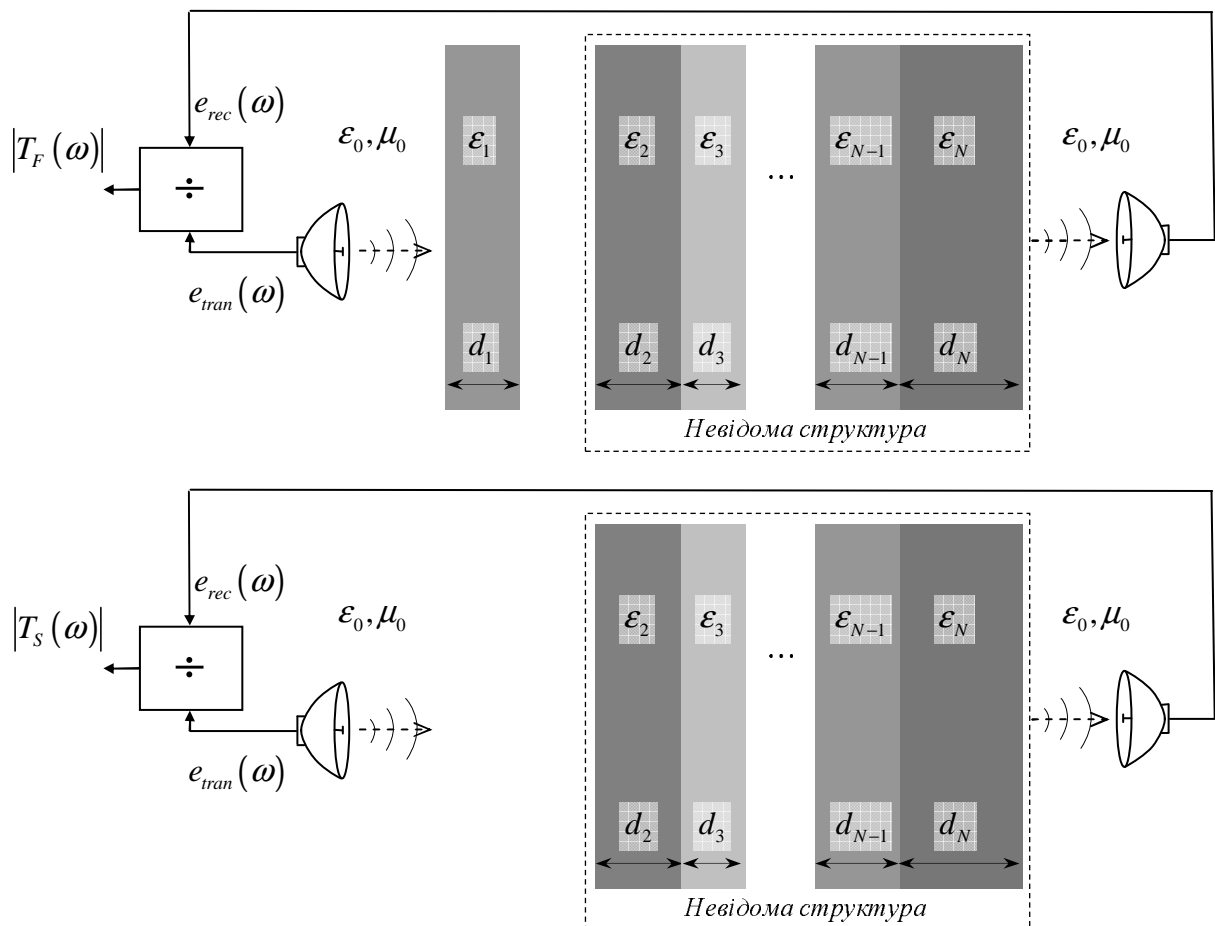 e_rec(ω)
|T_F(ω)|
ε_0, μ_0
ε_1
ε_2
ε_3
...
ε_{N-1}
ε_N
ε_0, μ_0
÷
e_tran(ω)
d_1
d_2
d_3
d_{N-1}
d_N
Невідома структура
e_rec(ω)
|T_S(ω)|
ε_0, μ_0
ε_2
ε_3
...
ε_{N-1}
ε_N
ε_0, μ_0
÷
e_tran(ω)
d_2
d_3
d_{N-1}
d_N
Невідома структура